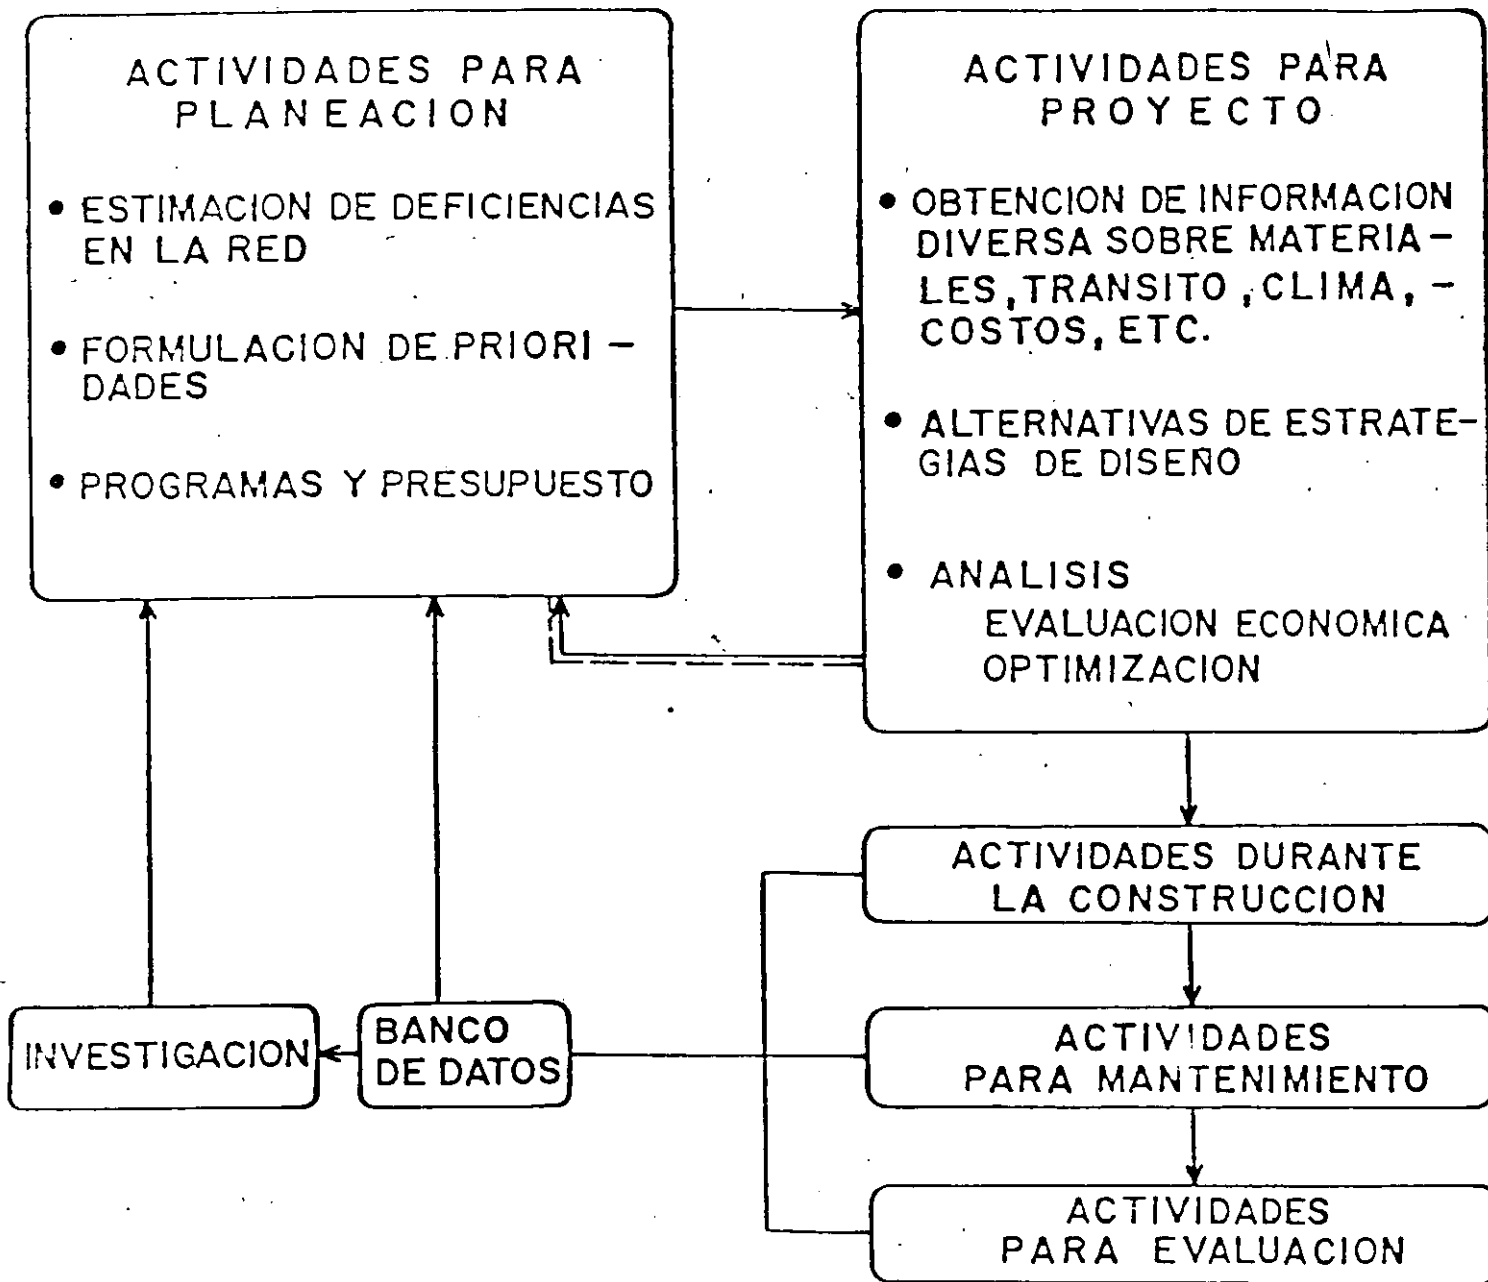 ACTIVIDADES PARA
PLANEACION
• ESTIMACION DE DEFICIENCIAS
EN LA RED
• FORMULACION DE PRIORI-
DADES
• PROGRAMAS Y PRESUPUESTO
ACTIVIDADES PARA
PROYECTO
• OBTENCION DE INFORMACION
DIVERSA SOBRE MATERIA-
LES, TRANSITO, CLIMA, -
COSTOS, ETC.
• ALTERNATIVAS DE ESTRATE-
GIAS DE DISEÑO
• ANALISIS
EVALUACION ECONOMICA
OPTIMIZACION
ACTIVIDADES DURANTE
LA CONSTRUCCION
INVESTIGACION
BANCO
DE DATOS
ACTIVIDADES
PARA MANTENIMIENTO
ACTIVIDADES
PARA EVALUACION